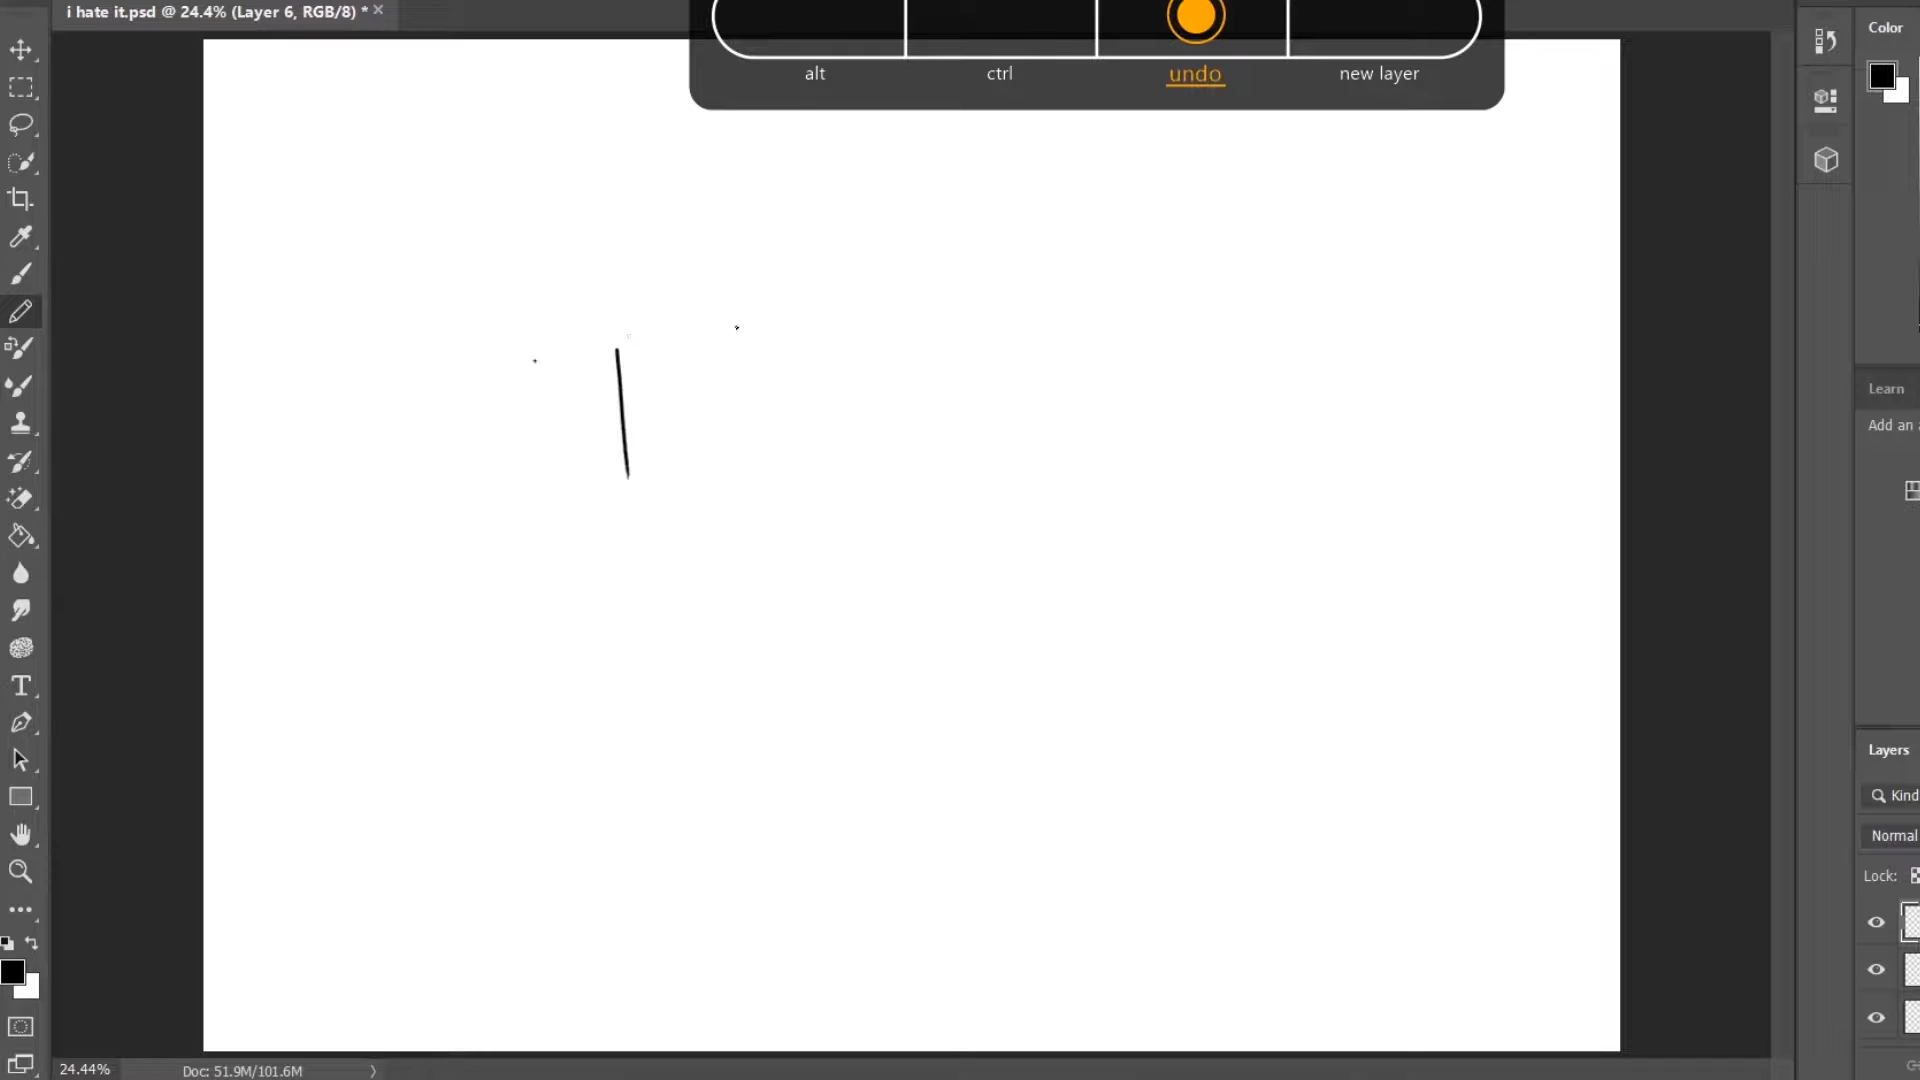 i hate it.psd @ 24.4% (Layer 6, RGB/8) *
alt
ctrl
undo
new layer
Color
Learn
Add an
Layers
Kind
Normal
Lock:
24.44%
Doc: 51.9M/101.6M